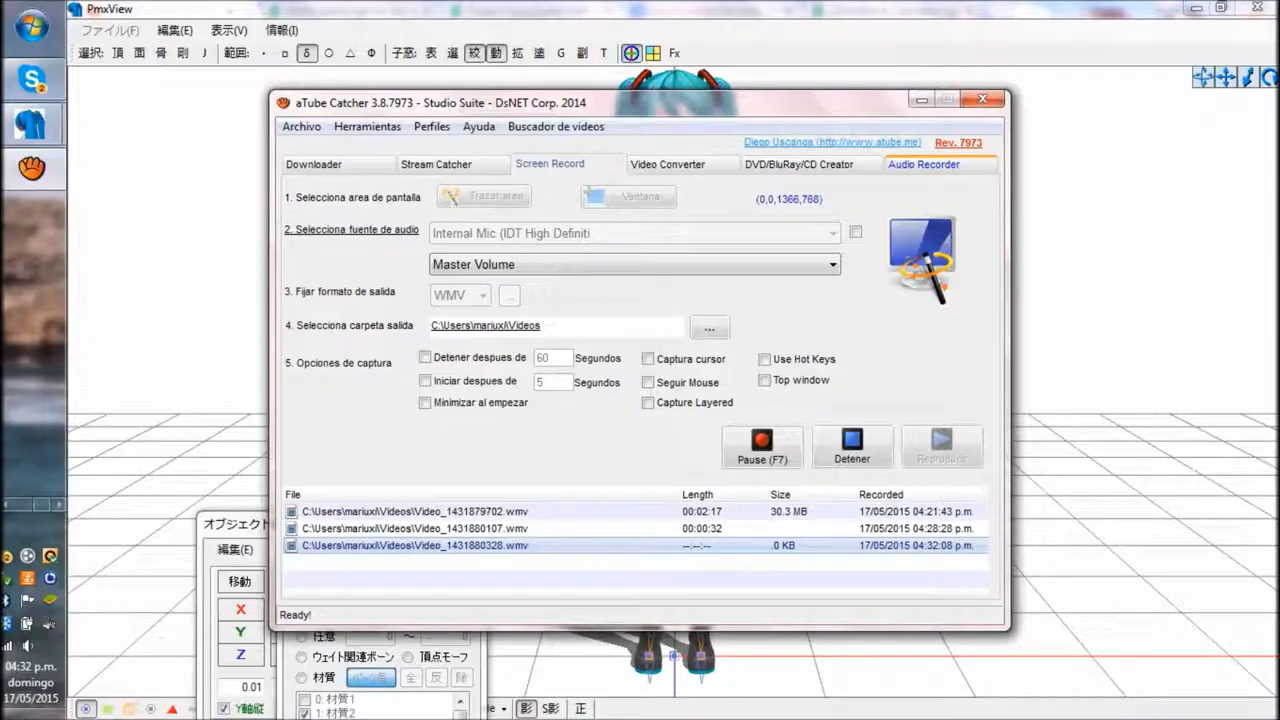 PmxView
ファイル(F) 編集(E) 表示(V) 情報(I)
選択: 頂 面 骨 剛 J 範囲: δ Φ 子窓: 表 選 絞 動 拡 塗 G 副 T Fx
aTube Catcher 3.8.7973 - Studio Suite - DsNET Corp. 2014
Archivo Herramientas Perfiles Ayuda Buscador de videos
Diego Uscanga (http://www.atube.me) Rev. 7973
Downloader Stream Catcher Screen Record Video Converter DVD/BluRay/CD Creator Audio Recorder
1. Selecciona area de pantalla Trazar area Ventana (0,0,1366,768)
2. Selecciona fuente de audio Internal Mic (IDT High Definiti
Master Volume
3. Fijar formato de salida WMV ...
4. Selecciona carpeta salida C:\Users\mariuxi\Videos ...
5. Opciones de captura
Detener despues de 60 Segundos Captura cursor Use Hot Keys
Iniciar despues de 5 Segundos Seguir Mouse Top window
Minimizar al empezar Capture Layered
Pause (F7) Detener Reproducir
File Length Size Recorded
C:\Users\mariuxi\Videos\Video_1431879702.wmv 00:02:17 30.3 MB 17/05/2015 04:21:43 p.m.
C:\Users\mariuxi\Videos\Video_1431880107.wmv 00:00:32 17/05/2015 04:28:28 p.m.
C:\Users\mariuxi\Videos\Video_1431880328.wmv --:--:-- .0 KB 17/05/2015 04:32:08 p.m.
Ready!
オブジェクト
編集(E)
移動
X
Y
Z
0.01
Y軸縦
任意 0 ～ 0
ウェイト関連ボーン 頂点モーフ
材質 全 反 除
0: 材質1
1: 材質2
影 S影 正
04:32 p.m.
domingo
17/05/2015